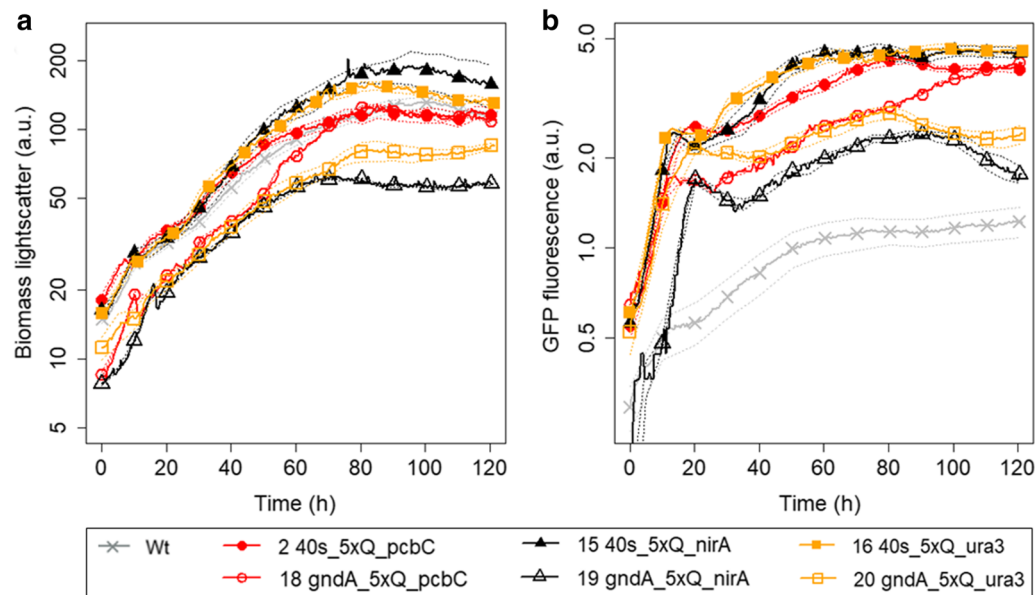 a
Biomass lightscatter (a.u.)
200
100
50
20
10
5
0 20 40 60 80 100 120
Time (h)
b
GFP fluorescence (a.u.)
5.0
2.0
1.0
0.5
0 20 40 60 80 100 120
Time (h)
Wt
2 40s_5xQ_pcbC
15 40s_5xQ_nirA
16 40s_5xQ_ura3
18 gndA_5xQ_pcbC
19 gndA_5xQ_nirA
20 gndA_5xQ_ura3